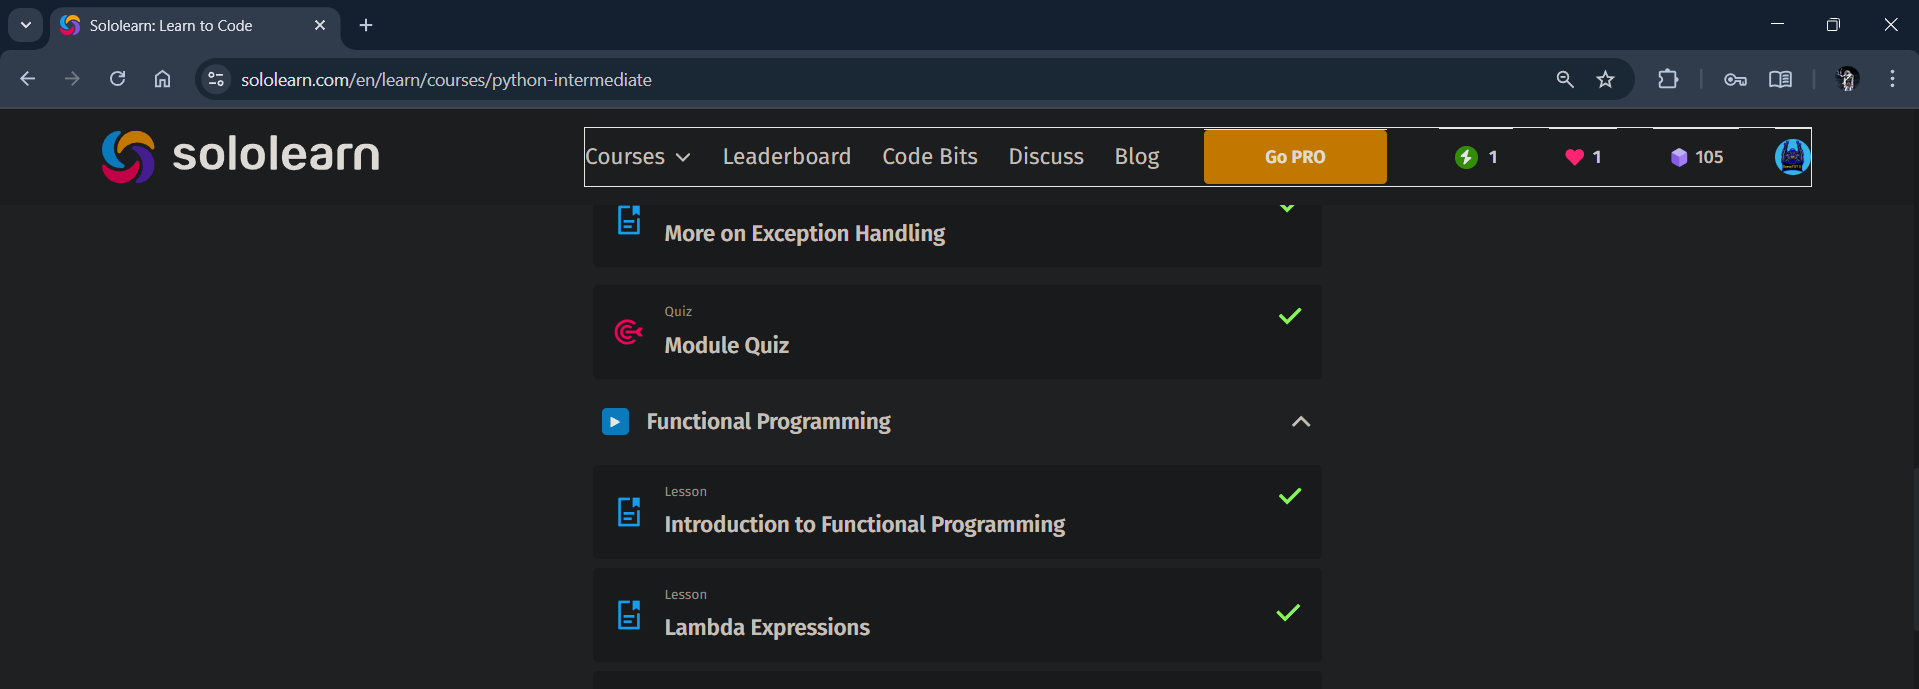 Sololearn: Learn to Code
sololearn.com/en/learn/courses/python-intermediate
sololearn
Courses Leaderboard Code Bits Discuss Blog Go PRO 1 1 105
More on Exception Handling
Quiz
Module Quiz
Functional Programming
Lesson
Introduction to Functional Programming
Lesson
Lambda Expressions